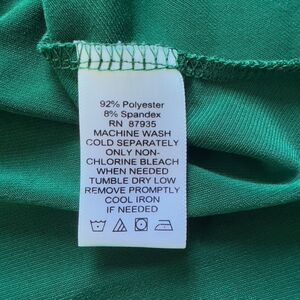 92% Polyester
8% Spandex
RN 87935
MACHINE WASH
COLD SEPARATELY
ONLY NON-
CHLORINE BLEACH
WHEN NEEDED
TUMBLE DRY LOW
REMOVE PROMPTLY
COOL IRON
IF NEEDED